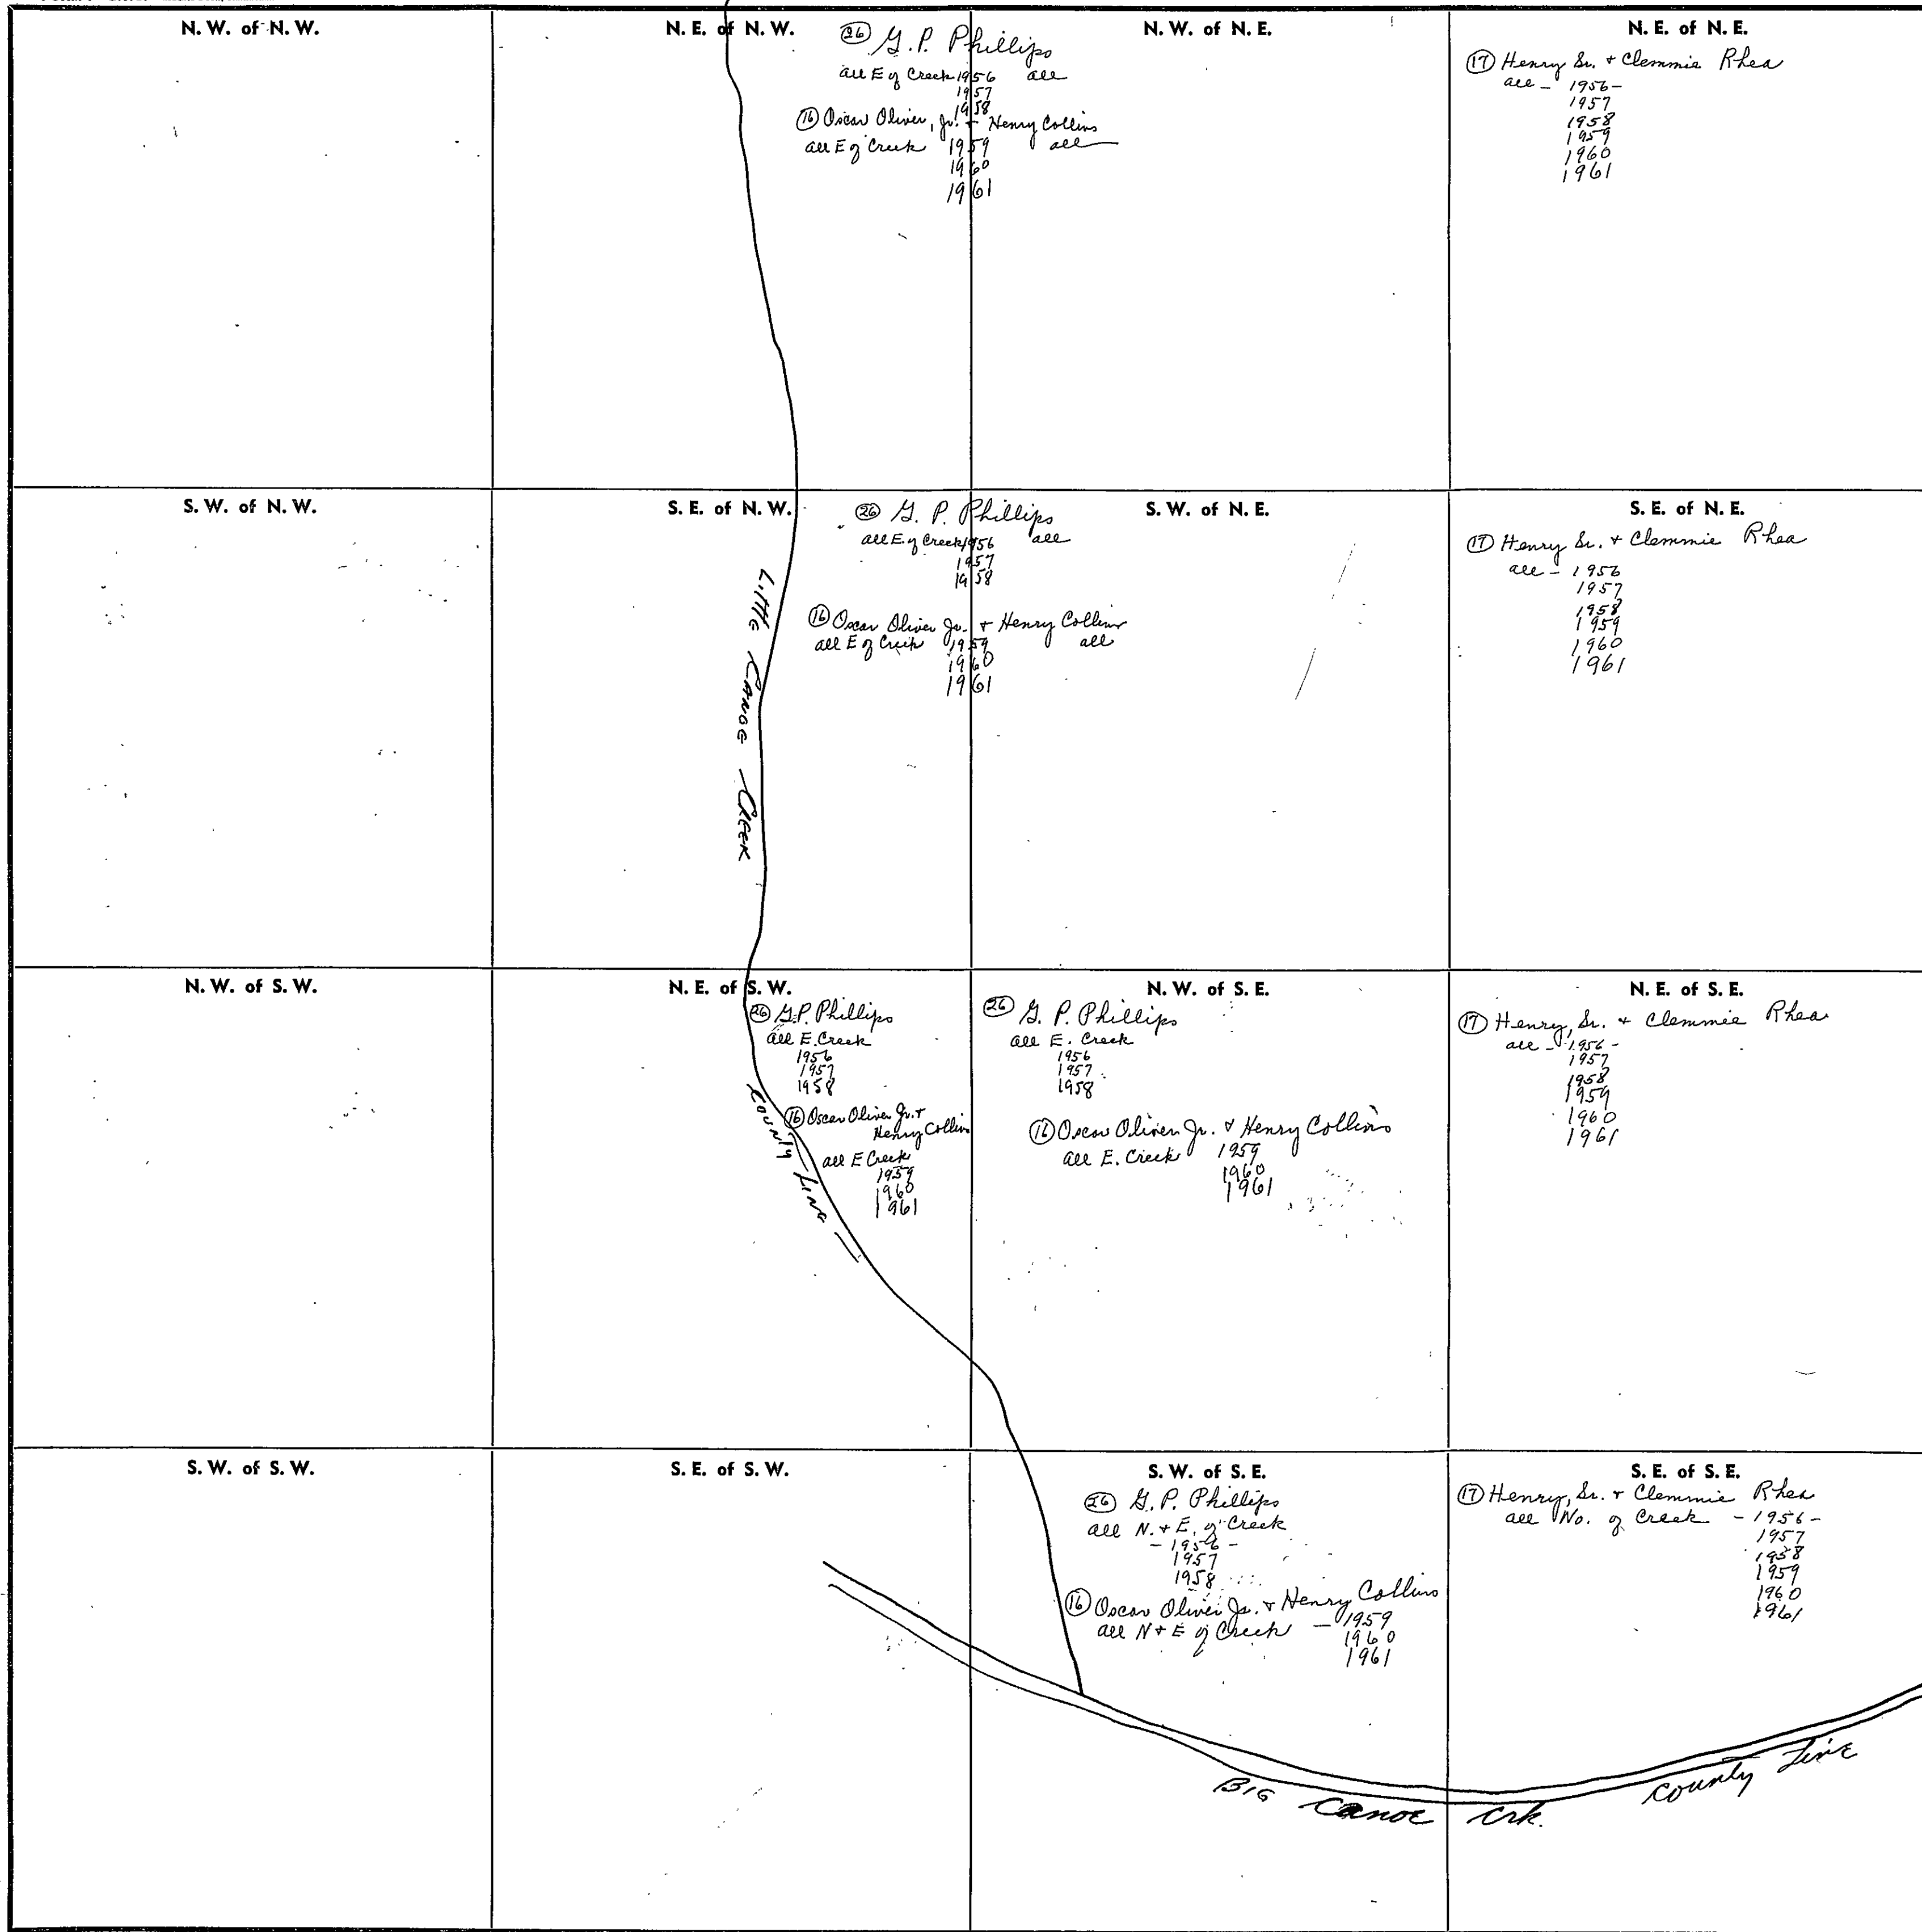 N. W. of N. W.
N. E. of N. W.
(26) G. P. Phillips
all E of Creek 1956 all
1957
1958
(16) Oscar Oliver, Jr. + Henry Collins
all E of Creek 1959 all
1960
1961
N. W. of N. E.
N. E. of N. E.
(17) Henry Sr. + Clemmie Rhea
all - 1956 -
1957
1958
1959
1960
1961
S. W. of N. W.
S. E. of N. W.
(26) G. P. Phillips
all E. of Creek 1956 all
1957
1958
(16) Oscar Oliver Jr. + Henry Collins
all E of Creek 1959 all
1960
1961
Little Canoe Creek
S. W. of N. E.
S. E. of N. E.
(17) Henry Sr. + Clemmie Rhea
all - 1956
1957
1958
1959
1960
1961
N. W. of S. W.
N. E. of S. W.
(26) G. P. Phillips
all E. Creek
1956
1957
1958
(16) Oscar Oliver Jr. +
Henry Collins
all E Creek
1959
1960
1961
County Line
N. W. of S. E.
(26) G. P. Phillips
all E. Creek
1956
1957
1958
(16) Oscar Oliver Jr. & Henry Collins
all E. Creek 1959
1960
1961
N. E. of S. E.
(17) Henry, Sr. + Clemmie Rhea
all - 1956 -
1957
1958
1959
1960
1961
S. W. of S. W.
S. E. of S. W.
S. W. of S. E.
(26) G. P. Phillips
all N. + E. of Creek
- 1956 -
1957
1958
(16) Oscar Oliver Jr. + Henry Collins
all N + E of Creek - 1959
1960
1961
S. E. of S. E.
(17) Henry, Sr. + Clemmie Rhea
all No. of Creek - 1956 -
1957
1958
1959
1960
1961
Big Canoe Crk.
County Line